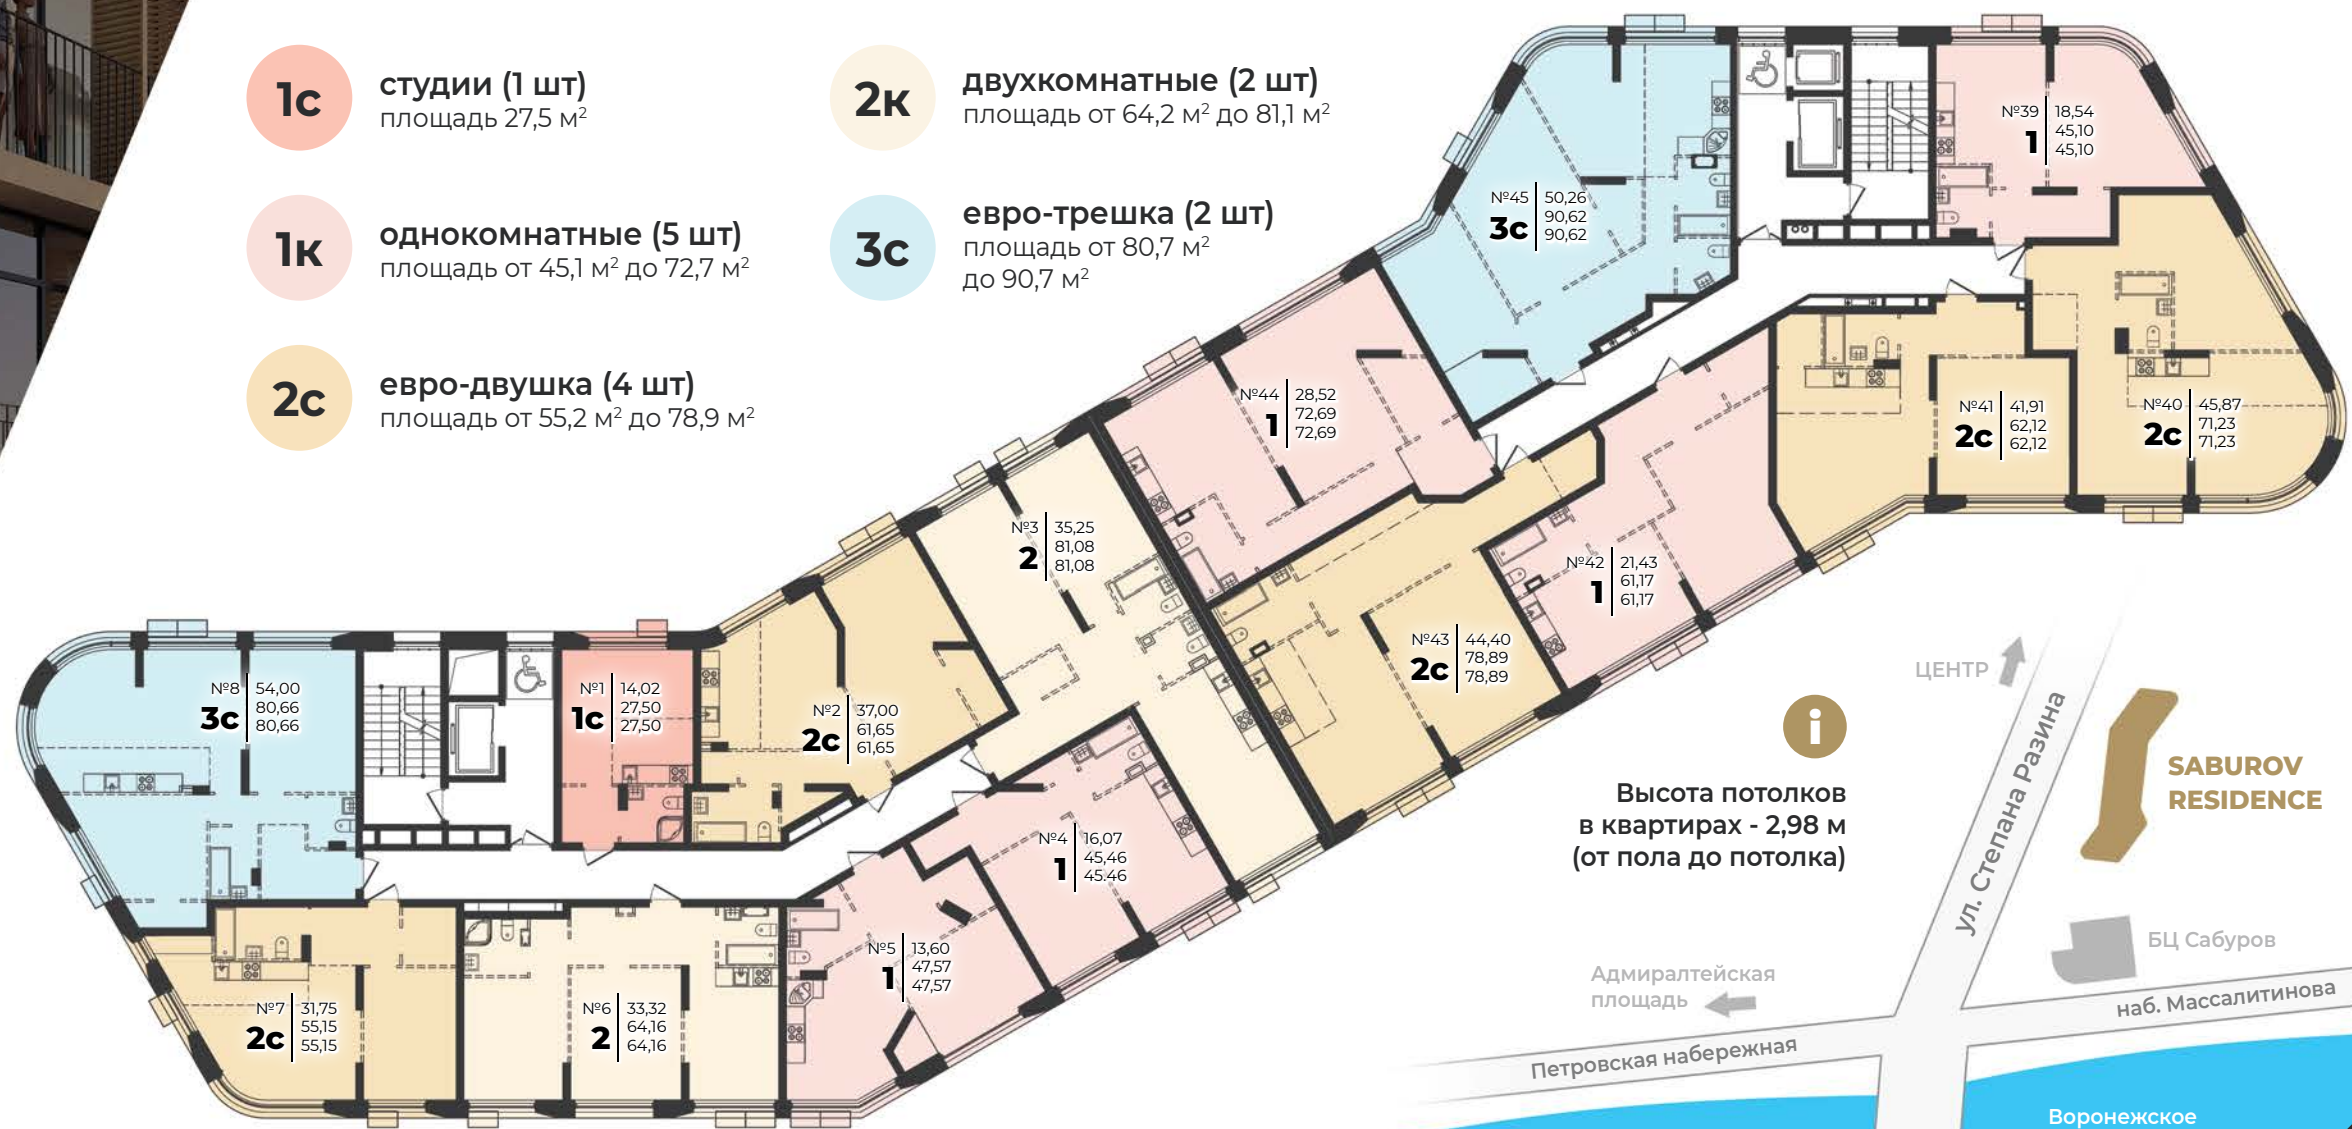 1с
студии (1 шт)
площадь 27,5 м²
1к
однокомнатные (5 шт)
площадь от 45,1 м² до 72,7 м²
2с
евро-двушка (4 шт)
площадь от 55,2 м² до 78,9 м²
2к
двухкомнатные (2 шт)
площадь от 64,2 м² до 81,1 м²
3с
евро-трешка (2 шт)
площадь от 80,7 м²
до 90,7 м²
№39 18,54
1 45,10
45,10
№45 50,26
3с 90,62
90,62
№44 28,52
1 72,69
72,69
№41 41,91
2с 62,12
62,12
№40 45,87
2с 71,23
71,23
№3 35,25
2 81,08
81,08
№42 21,43
1 61,17
61,17
№43 44,40
2с 78,89
78,89
№8 54,00
3с 80,66
80,66
№1 14,02
1с 27,50
27,50
№2 37,00
2с 61,65
61,65
№4 16,07
1 45,46
45.46
№5 13,60
1 47,57
47,57
№7 31,75
2с 55,15
55,15
№6 33,32
2 64,16
64,16
i
Высота потолков
в квартирах - 2,98 м
(от пола до потолка)
ЦЕНТР
ул. Степана Разина
SABUROV
RESIDENCE
БЦ Сабуров
Адмиралтейская
площадь
наб. Массалитинова
Петровская набережная
Воронежское